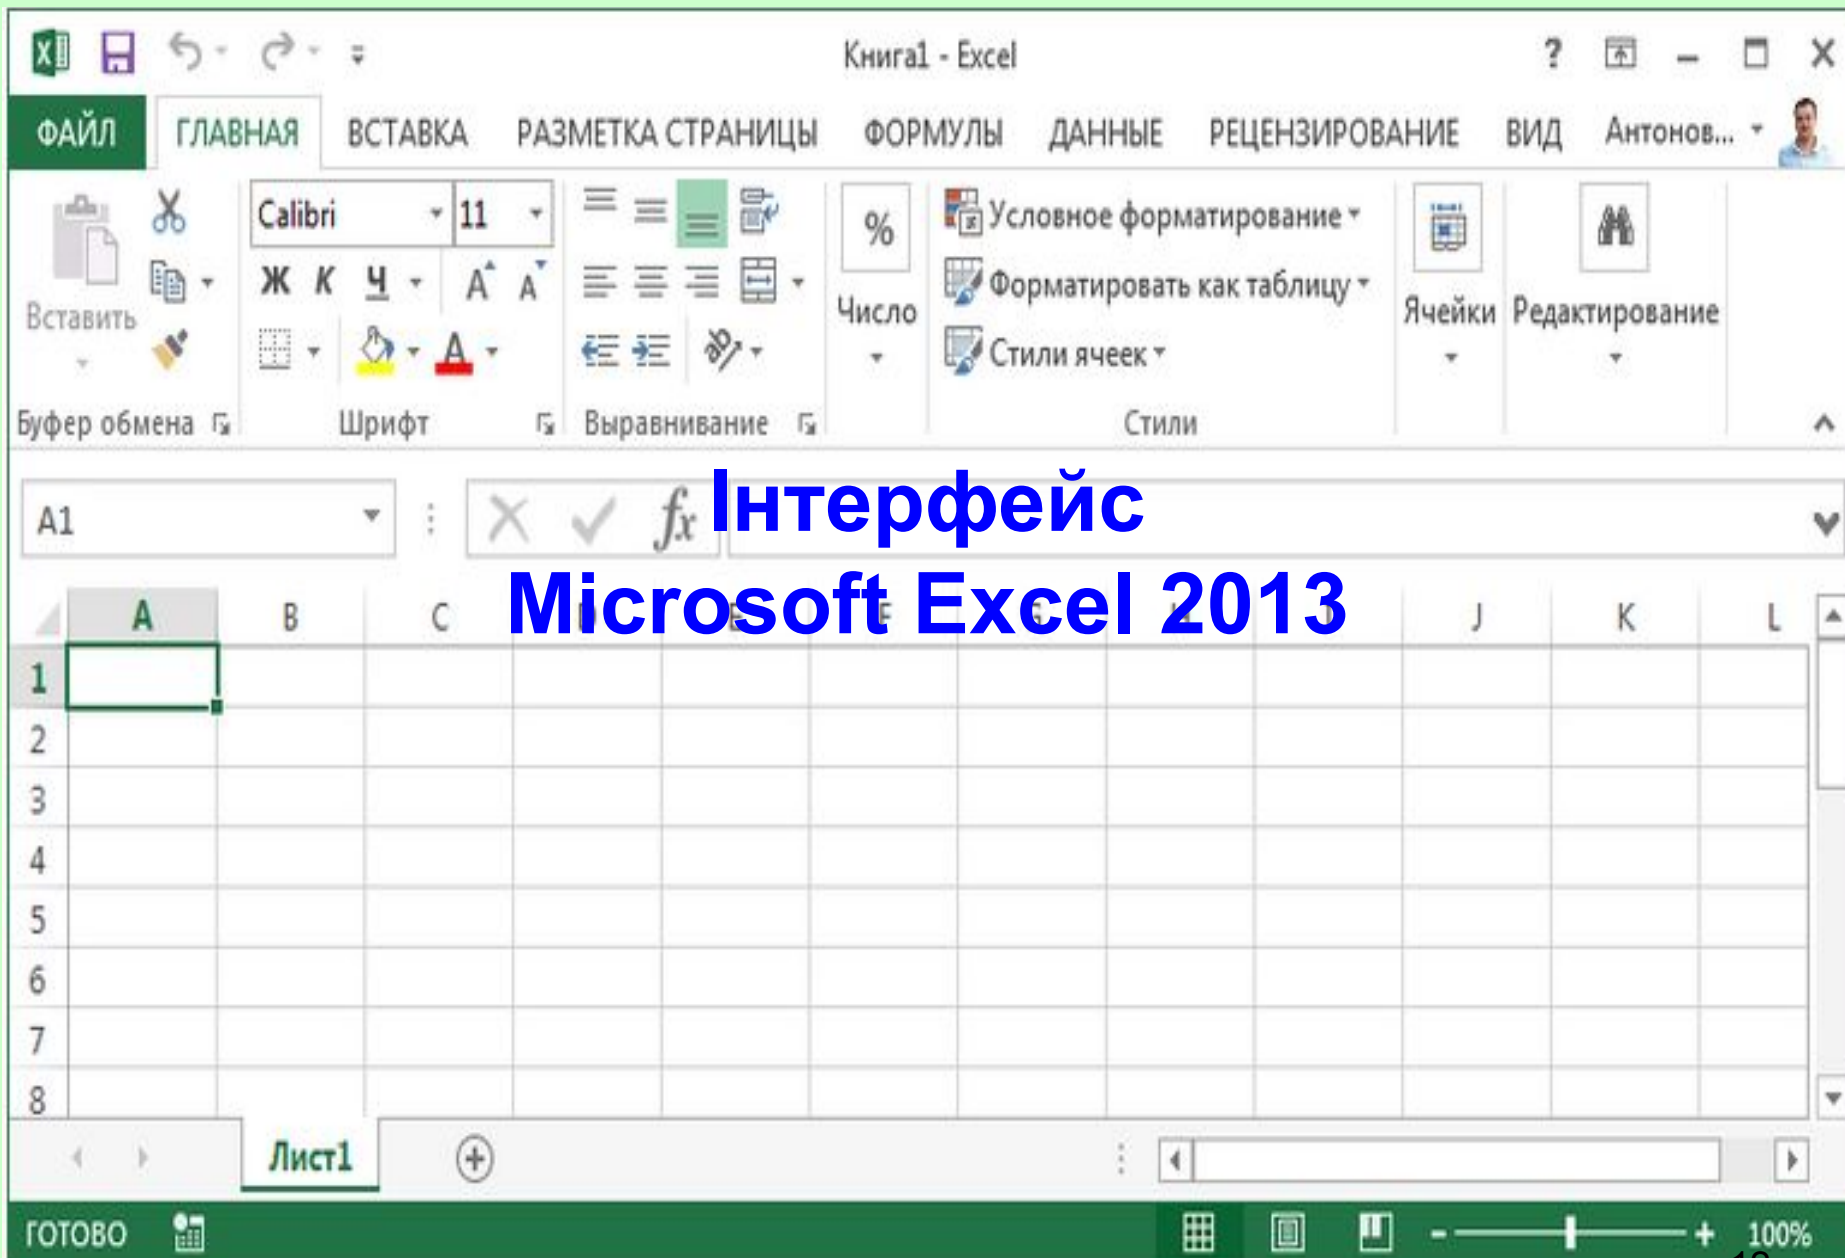 Книга1 - Excel
?
ФАЙЛ ГЛАВНАЯ ВСТАВКА РАЗМЕТКА СТРАНИЦЫ ФОРМУЛЫ ДАННЫЕ РЕЦЕНЗИРОВАНИЕ ВИД Антонов...
Calibri 11 % Условное форматирование
Ж К Ч A A Форматировать как таблицу
Вставить Число Ячейки Редактирование
A ab Стили ячеек
Буфер обмена Шрифт Выравнивание Стили
A1 fx
Інтерфейс
Microsoft Excel 2013
A B C D E F G H I J K L
1
2
3
4
5
6
7
8
Лист1
ГОТОВО - + 100%